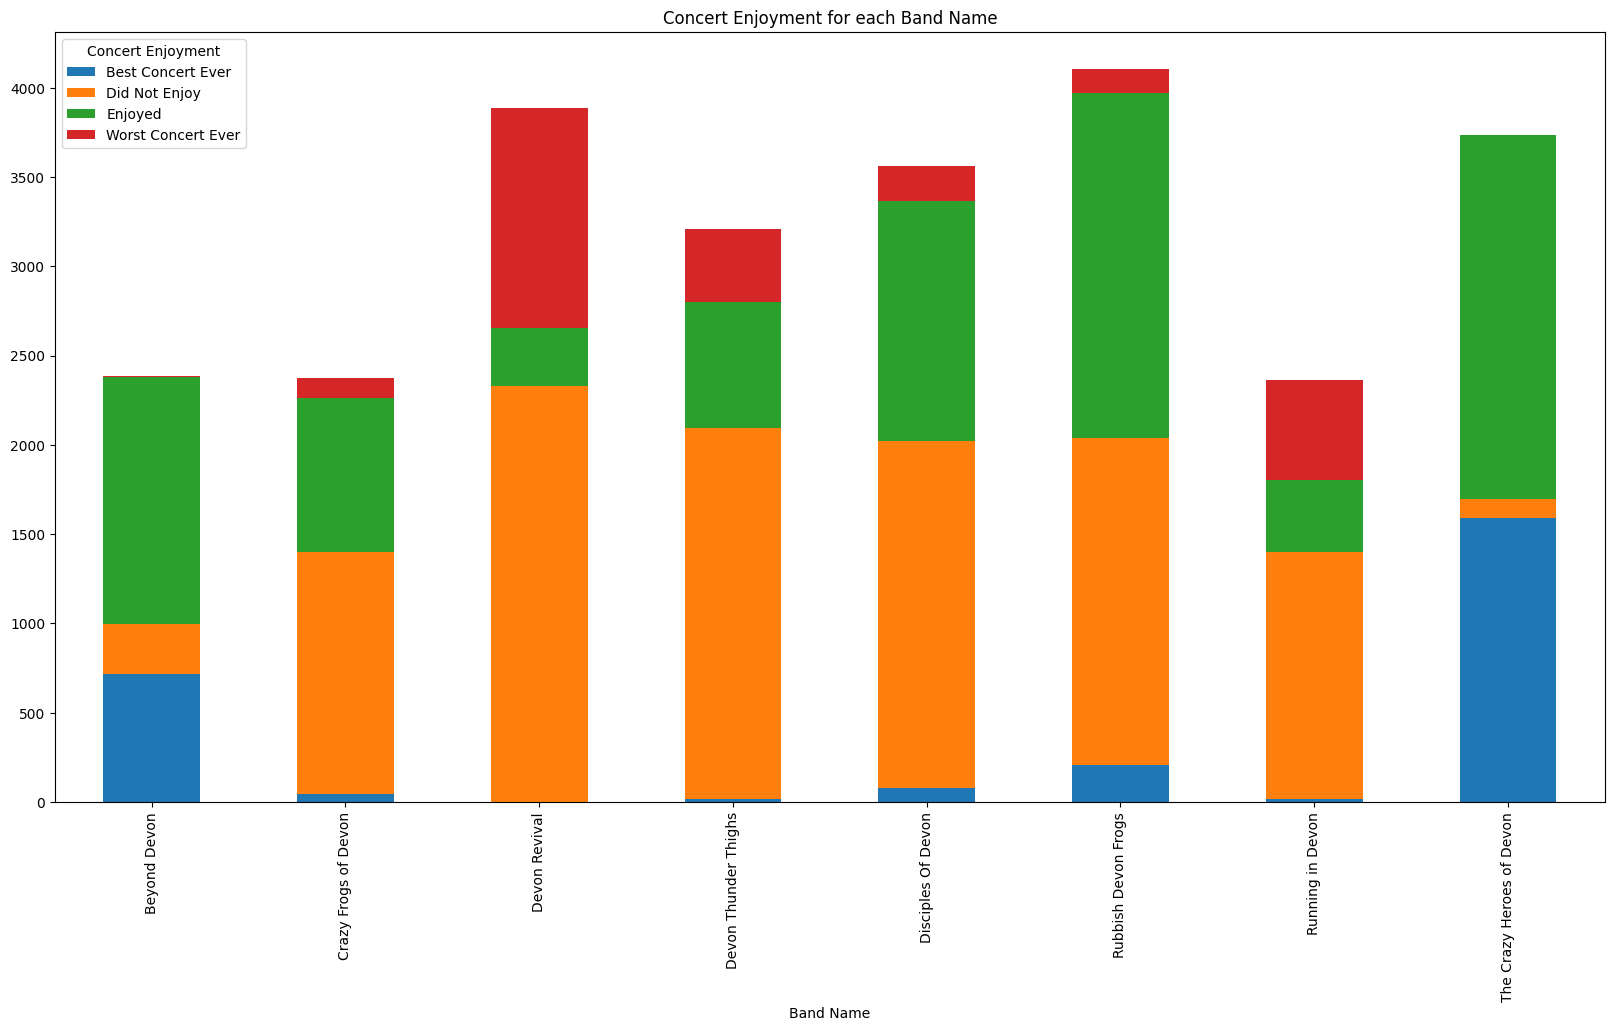 Concert Enjoyment for each Band Name
Concert Enjoyment
Best Concert Ever
Did Not Enjoy
Enjoyed
Worst Concert Ever
4000
3500
3000
2500
2000
1500
1000
500
0
Beyond Devon
Crazy Frogs of Devon
Devon Revival
Devon Thunder Thighs
Disciples Of Devon
Rubbish Devon Frogs
Running in Devon
The Crazy Heroes of Devon
Band Name